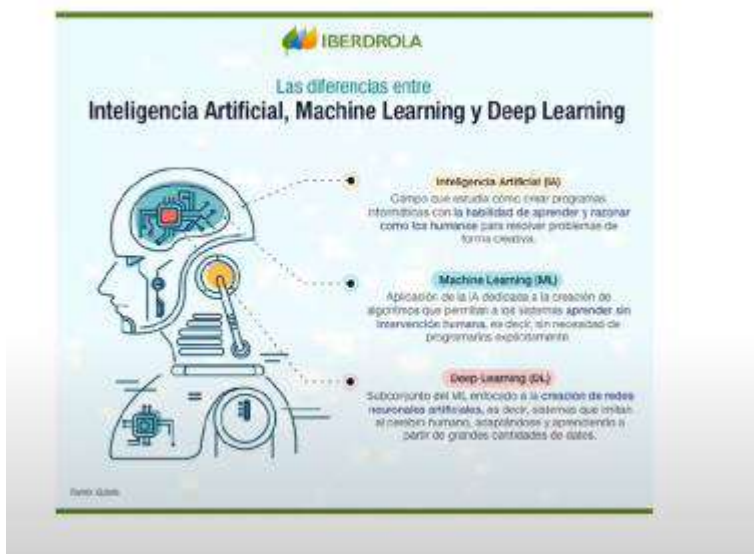 IBERDROLA
Las diferencias entre
Inteligencia Artificial, Machine Learning y Deep Learning
Inteligencia Artificial (IA)
Campo que estudia cómo crear programas
informáticos con la habilidad de aprender y razonar
como los humanos para resolver problemas de
forma creativa.
Machine Learning (ML)
Aplicación de la IA dedicada a la creación de
algoritmos que permitan a los sistemas aprender sin
intervención humana, es decir, sin necesidad de
programarlos explícitamente.
Deep Learning (DL)
Subconjunto del ML enfocado a la creación de redes
neuronales artificiales, es decir, sistemas que imitan
al cerebro humano, adaptándose y aprendiendo a
partir de grandes cantidades de datos.